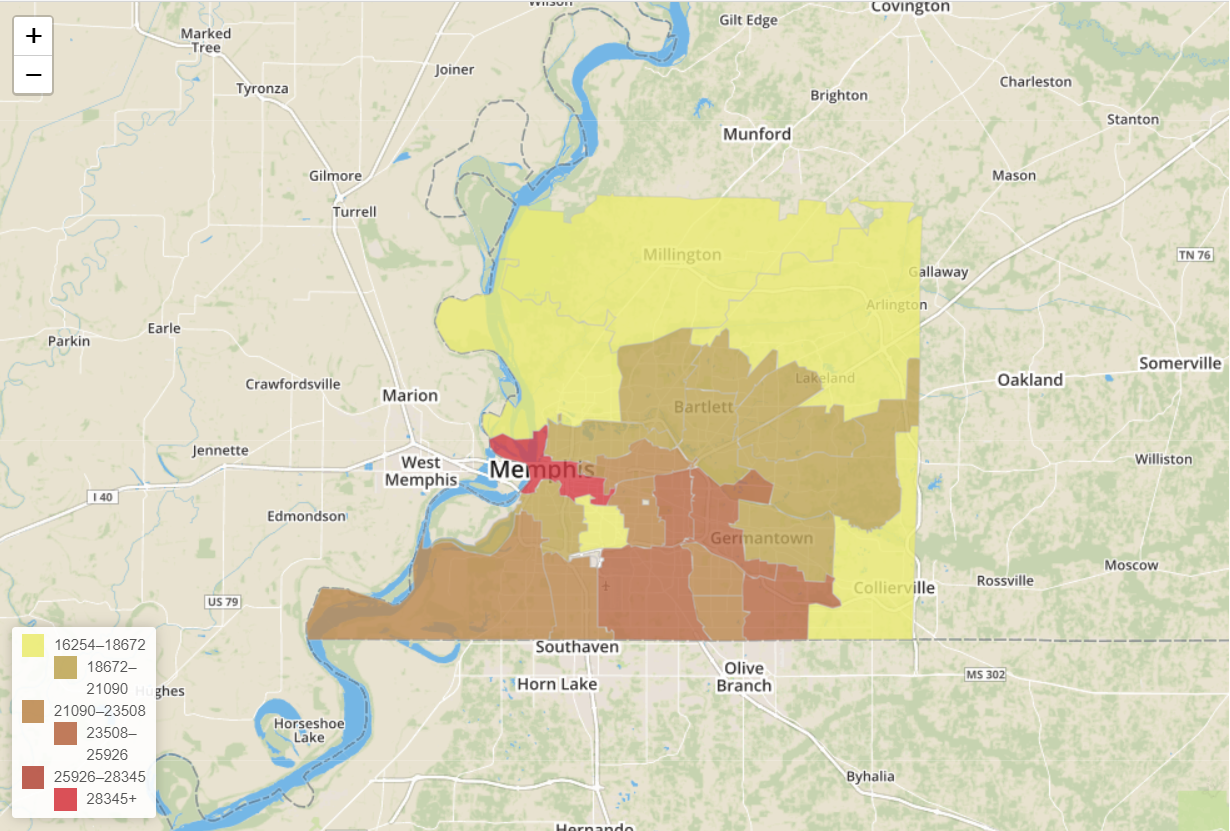 Wilson
Covington
Gilt Edge
Marked
Tree
+
Joiner
−
Tyronza
Charleston
Brighton
Stanton
Munford
Gilmore
Mason
Turrell
Millington
TN 76
Gallaway
Arlington
Earle
Parkin
Somerville
Lakeland
Oakland
Crawfordsville
Marion
Bartlett
Jennette
Williston
West
Memphis
Memphis
I 40
Edmondson
Germantown
Moscow
Rossville
Collierville
US 79
Southaven
Olive
Branch
MS 302
Horn Lake
Hughes
Horseshoe
Lake
Byhalia
Hernando
16254–18672
18672–
21090
21090–23508
23508–
25926
25926–28345
28345+